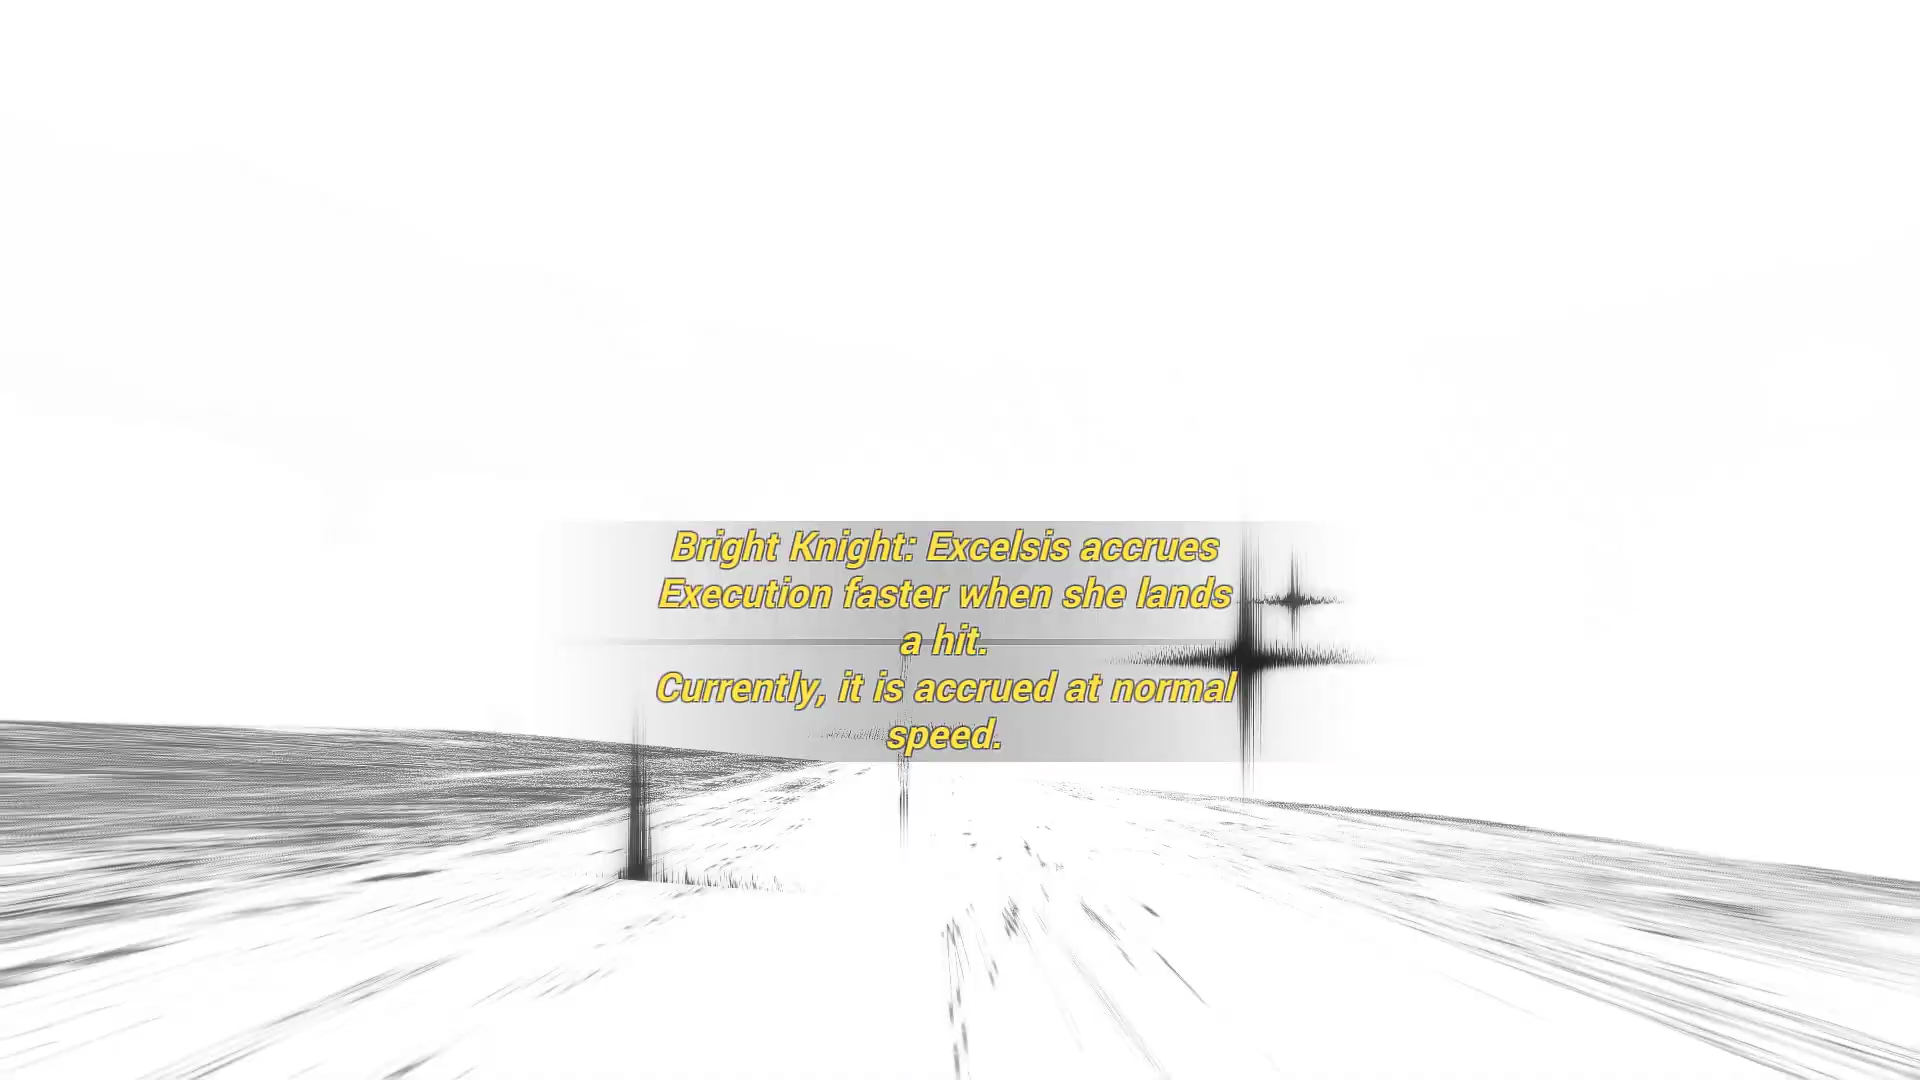 Bright Knight: Excelsis accrues
Execution faster when she lands
a hit.
Currently, it is accrued at normal
speed.